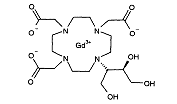 O O
O⁻ N N O⁻
Gd³⁺
O⁻ N N OH
O OH
OH